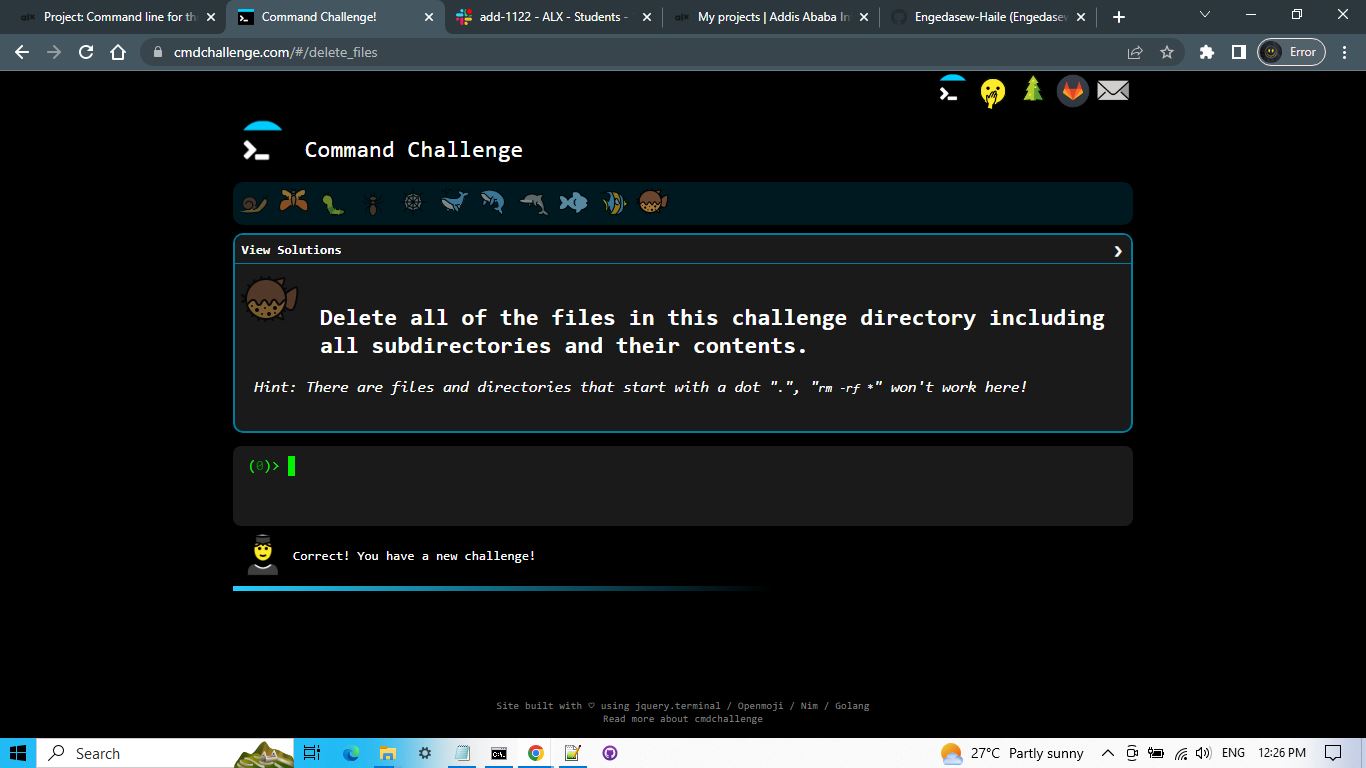 Project: Command line for th
Command Challenge!
add-1122 - ALX - Students -
My projects | Addis Ababa In
Engedasew-Haile (Engedasew
cmdchallenge.com/#/delete_files
Error
Command Challenge
View Solutions
Delete all of the files in this challenge directory including
all subdirectories and their contents.
Hint: There are files and directories that start with a dot ".", "rm -rf *" won't work here!
(0)>
Correct! You have a new challenge!
Site built with ♡ using jquery.terminal / Openmoji / Nim / Golang
Read more about cmdchallenge
Search
27°C Partly sunny
ENG
12:26 PM